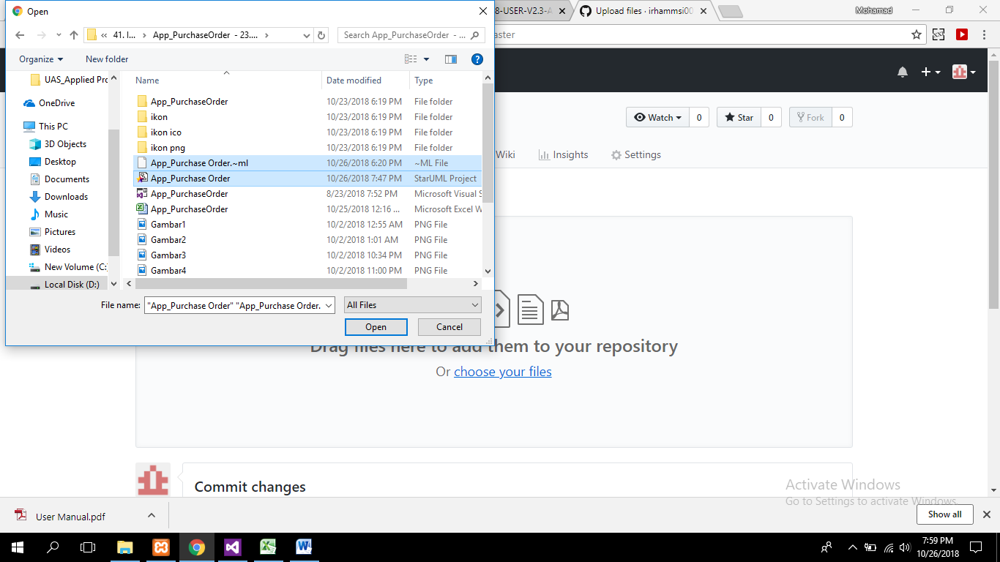 Open
8-USER-V2.3-A
Upload files · irhammsi00
Mohamad
« 41. I... › App_PurchaseOrder - 23.... ›
Search App_PurchaseOrder - ...
aster
Organize
New folder
UAS_Applied Pro
OneDrive
This PC
3D Objects
Desktop
Documents
Downloads
Music
Pictures
Videos
New Volume (C:
Local Disk (D:)
Name Date modified Type
App_PurchaseOrder 10/23/2018 6:19 PM File folder
ikon 10/23/2018 6:19 PM File folder
ikon ico 10/23/2018 6:19 PM File folder
ikon png 10/23/2018 6:19 PM File folder
App_Purchase Order.~ml 10/26/2018 6:20 PM ~ML File
App_Purchase Order 10/26/2018 7:47 PM StarUML Project
App_PurchaseOrder 8/23/2018 7:52 PM Microsoft Visual S
App_PurchaseOrder 10/25/2018 12:16 ... Microsoft Excel W
Gambar1 10/2/2018 12:55 AM PNG File
Gambar2 10/2/2018 1:01 AM PNG File
Gambar3 10/2/2018 10:34 PM PNG File
Gambar4 10/2/2018 11:00 PM PNG File
File name: "App_Purchase Order" "App_Purchase Order.
All Files
Open Cancel
Watch 0 Star 0 Fork 0
Wiki Insights Settings
Drag files here to add them to your repository
Or choose your files
Commit changes
Activate Windows
Go to Settings to activate Windows.
User Manual.pdf
Show all
7:59 PM
10/26/2018